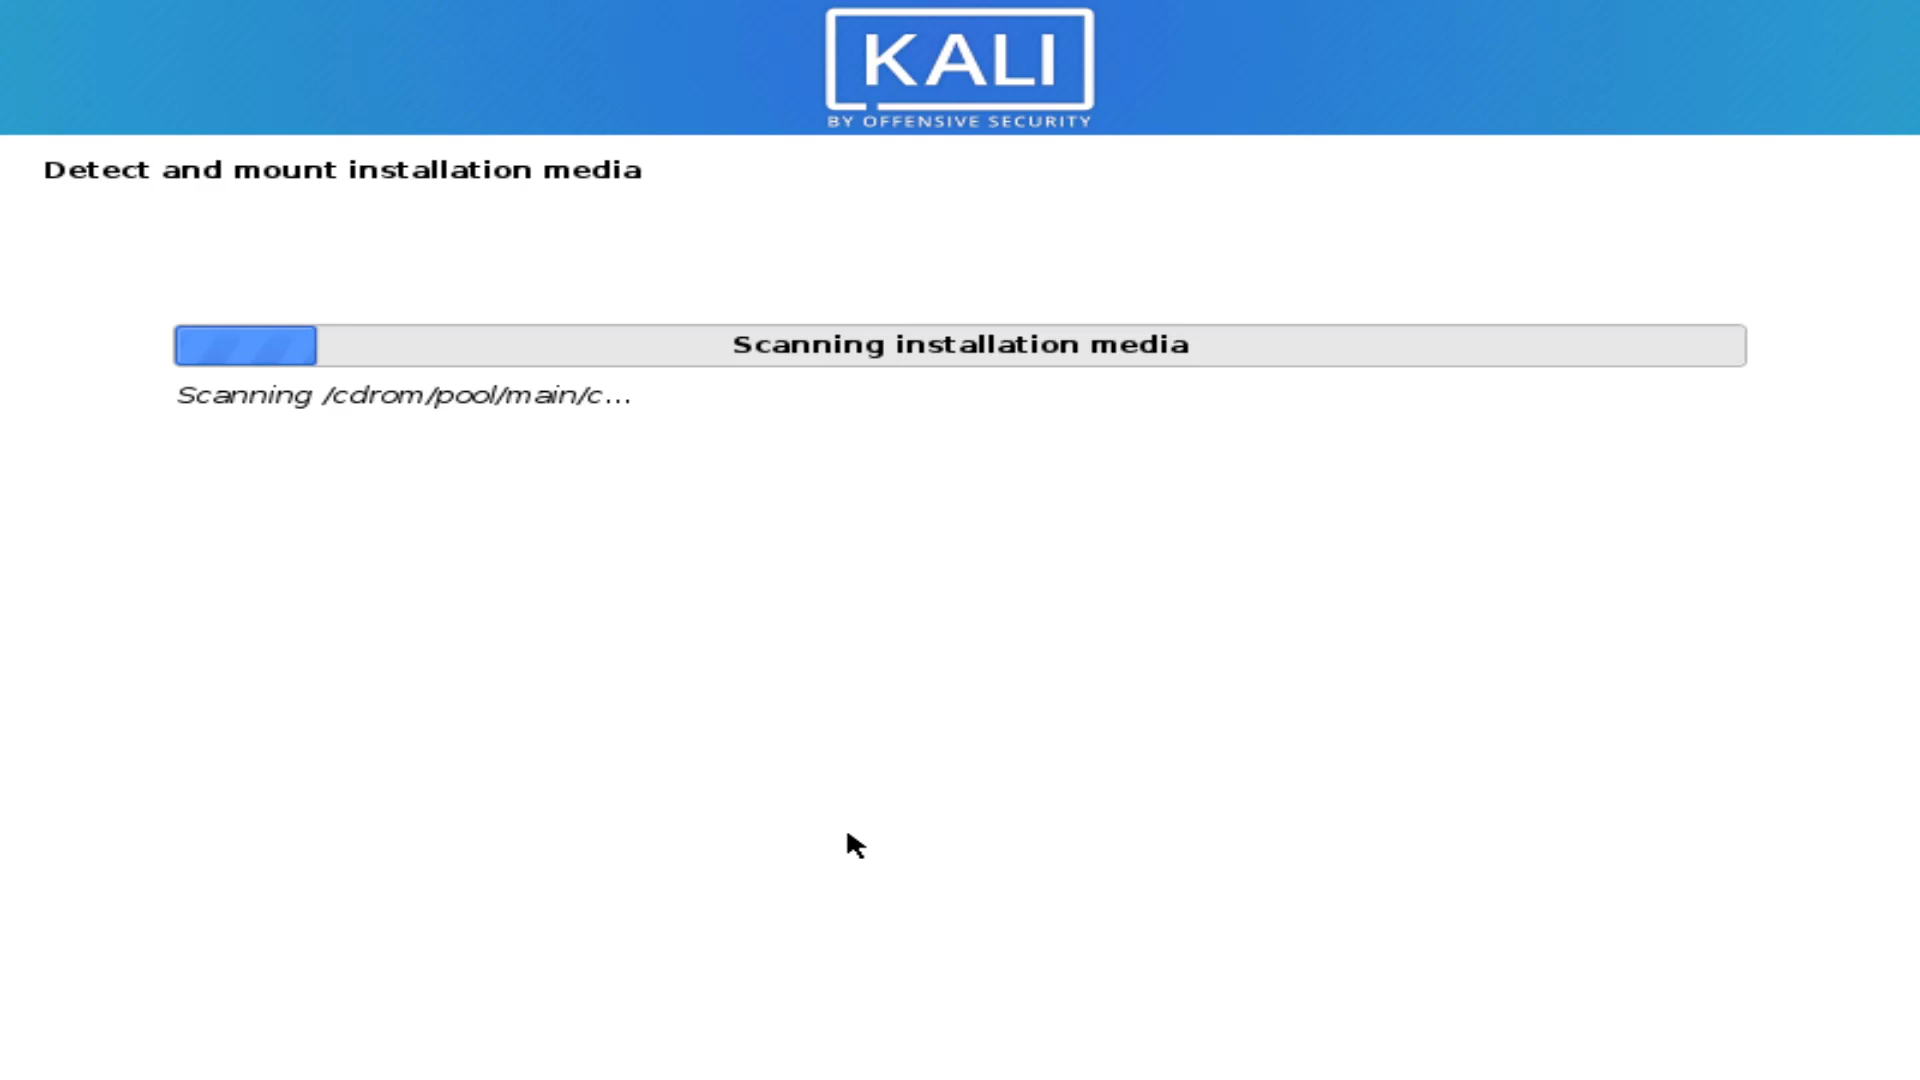 KALI
BY OFFENSIVE SECURITY
Detect and mount installation media
Scanning installation media
Scanning /cdrom/pool/main/c...